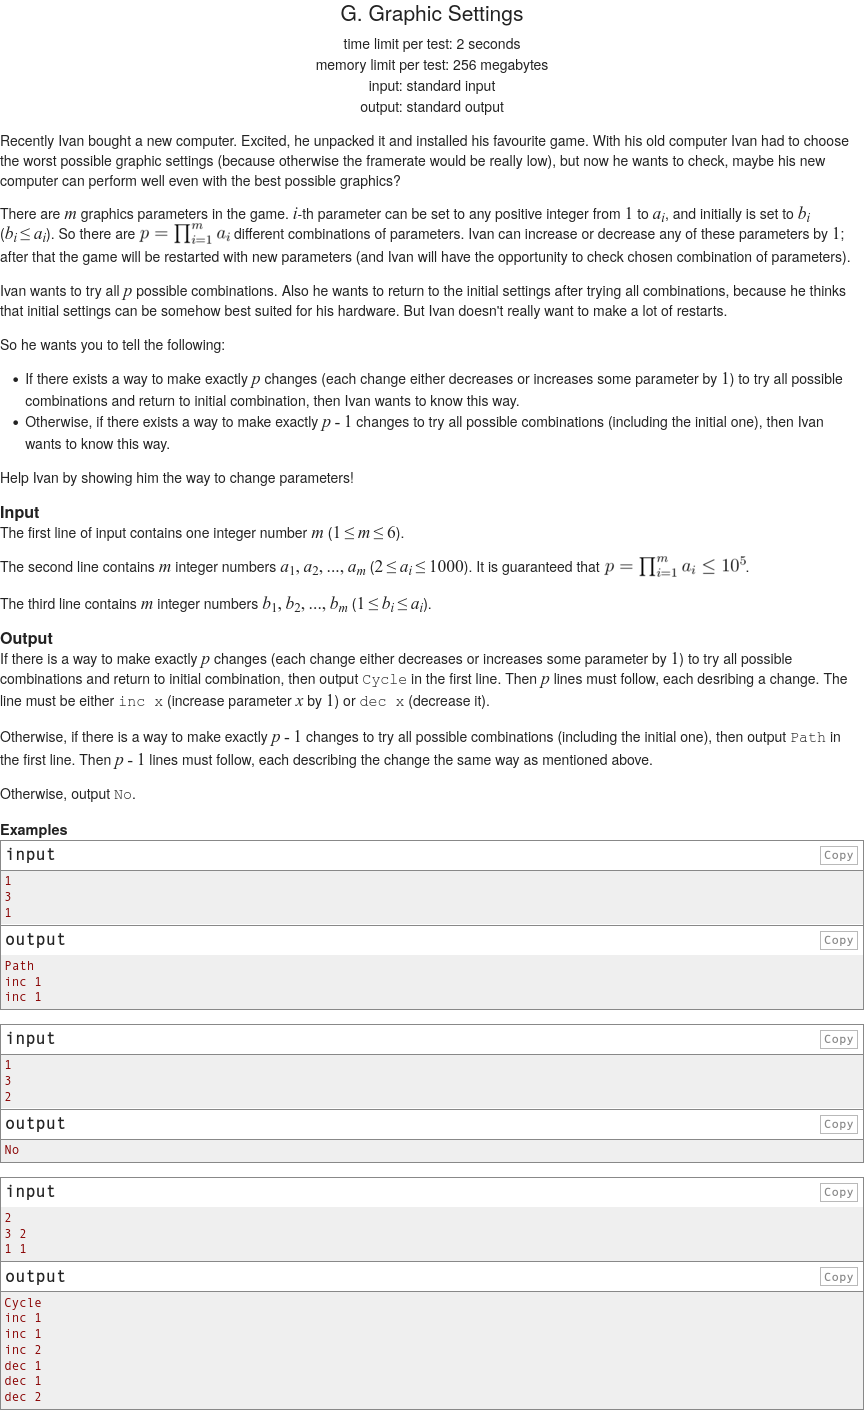 G. Graphic Settings
time limit per test: 2 seconds
memory limit per test: 256 megabytes
input: standard input
output: standard output
Recently Ivan bought a new computer. Excited, he unpacked it and installed his favourite game. With his old computer Ivan had to choose
the worst possible graphic settings (because otherwise the framerate would be really low), but now he wants to check, maybe his new
computer can perform well even with the best possible graphics?
There are m graphics parameters in the game. i-th parameter can be set to any positive integer from 1 to a_i, and initially is set to b_i
(b_i ≤ a_i). So there are p = ∏_{i=1}^{m} a_i different combinations of parameters. Ivan can increase or decrease any of these parameters by 1;
after that the game will be restarted with new parameters (and Ivan will have the opportunity to check chosen combination of parameters).
Ivan wants to try all p possible combinations. Also he wants to return to the initial settings after trying all combinations, because he thinks
that initial settings can be somehow best suited for his hardware. But Ivan doesn't really want to make a lot of restarts.
So he wants you to tell the following:
• If there exists a way to make exactly p changes (each change either decreases or increases some parameter by 1) to try all possible
combinations and return to initial combination, then Ivan wants to know this way.
• Otherwise, if there exists a way to make exactly p - 1 changes to try all possible combinations (including the initial one), then Ivan
wants to know this way.
Help Ivan by showing him the way to change parameters!
Input
The first line of input contains one integer number m (1 ≤ m ≤ 6).
The second line contains m integer numbers a_1, a_2, ..., a_m (2 ≤ a_i ≤ 1000). It is guaranteed that p = ∏_{i=1}^{m} a_i ≤ 10^5.
The third line contains m integer numbers b_1, b_2, ..., b_m (1 ≤ b_i ≤ a_i).
Output
If there is a way to make exactly p changes (each change either decreases or increases some parameter by 1) to try all possible
combinations and return to initial combination, then output Cycle in the first line. Then p lines must follow, each desribing a change. The
line must be either inc x (increase parameter x by 1) or dec x (decrease it).
Otherwise, if there is a way to make exactly p - 1 changes to try all possible combinations (including the initial one), then output Path in
the first line. Then p - 1 lines must follow, each describing the change the same way as mentioned above.
Otherwise, output No.
Examples
input
Copy
1
3
1
output
Copy
Path
inc 1
inc 1
input
Copy
1
3
2
output
Copy
No
input
Copy
2
3 2
1 1
output
Copy
Cycle
inc 1
inc 1
inc 2
dec 1
dec 1
dec 2